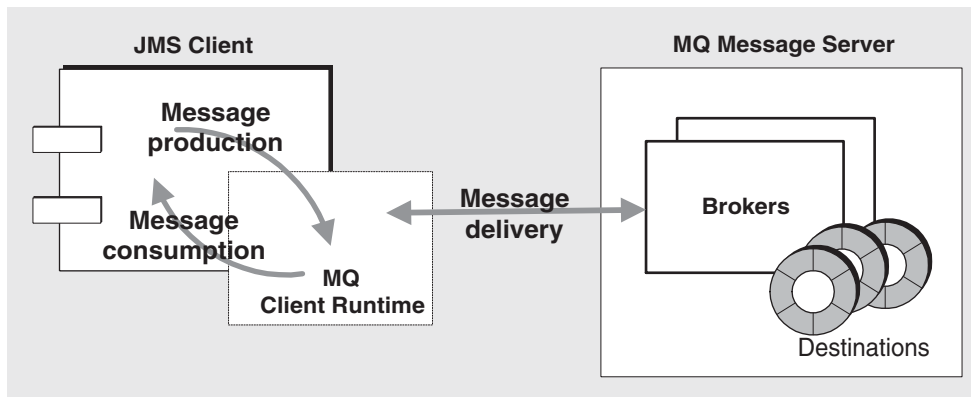 JMS Client
MQ Message Server
Message
production
Message
consumption
MQ
Client Runtime
Message
delivery
Brokers
Destinations